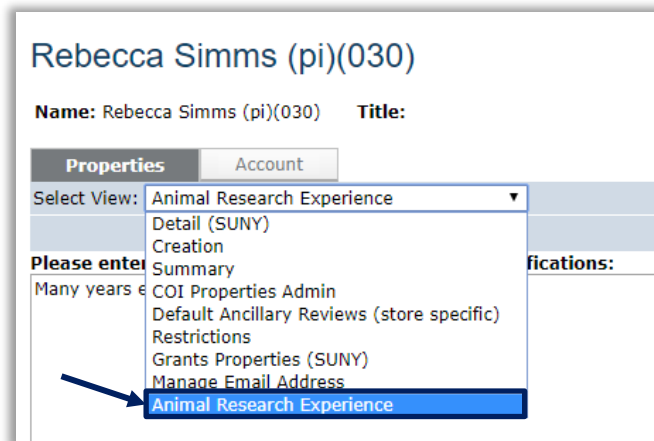 Rebecca Simms (pi)(030)
Name: Rebecca Simms (pi)(030) Title:
Properties Account
Select View: Animal Research Experience
Detail (SUNY)
Creation
Please enter Summary fications:
Many years e COI Properties Admin
Default Ancillary Reviews (store specific)
Restrictions
Grants Properties (SUNY)
Manage Email Address
Animal Research Experience